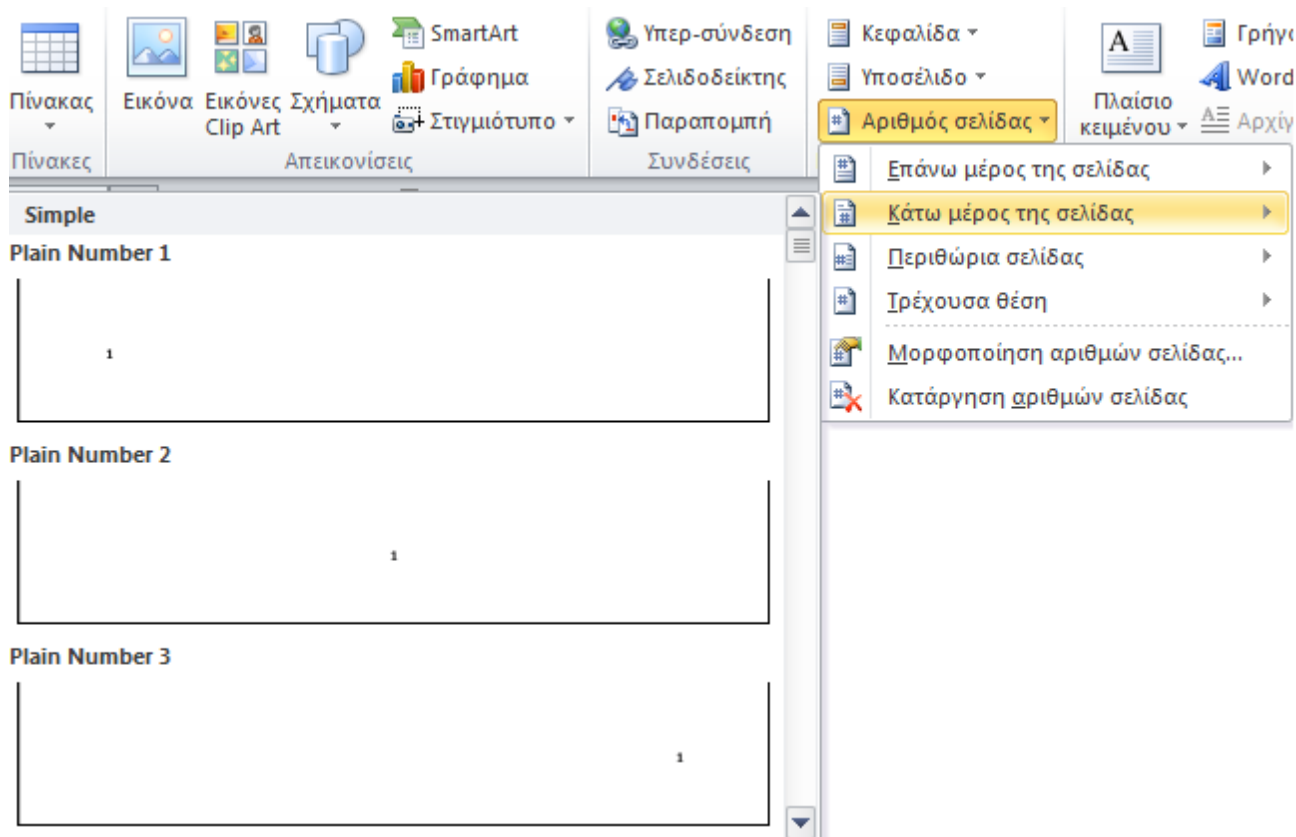 Πίνακας
Πίνακες
Εικόνα
Εικόνες
Clip Art
Σχήματα
SmartArt
Γράφημα
Στιγμιότυπο
Απεικονίσεις
Υπερ-σύνδεση
Σελιδοδείκτης
Παραπομπή
Συνδέσεις
Κεφαλίδα
Υποσέλιδο
Αριθμός σελίδας
A
Πλαίσιο
κειμένου
Word
Επάνω μέρος της σελίδας
Κάτω μέρος της σελίδας
Περιθώρια σελίδας
Τρέχουσα θέση
Μορφοποίηση αριθμών σελίδας...
Κατάργηση αριθμών σελίδας
Simple
Plain Number 1
1
Plain Number 2
1
Plain Number 3
1